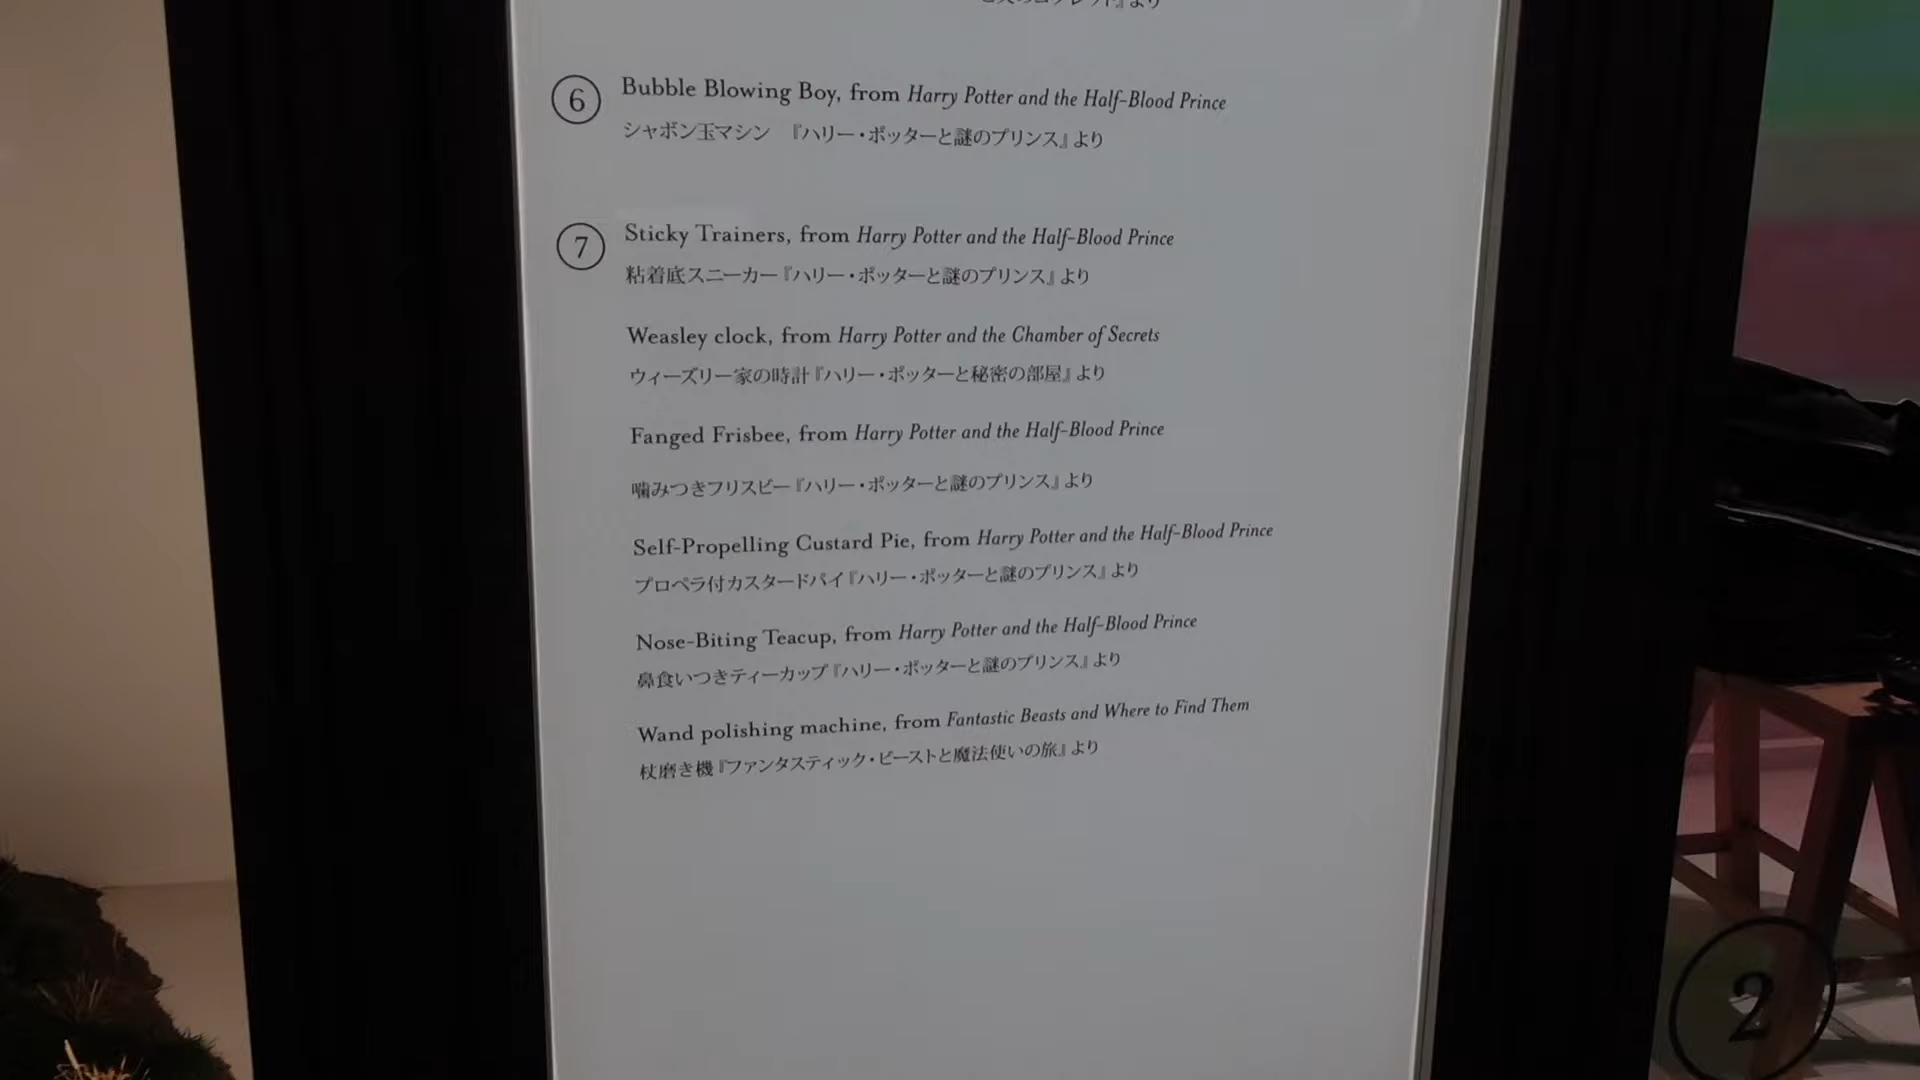 より
6
Bubble Blowing Boy, from Harry Potter and the Half-Blood Prince
シャボン玉マシン 『ハリー・ポッターと謎のプリンス』より
7
Sticky Trainers, from Harry Potter and the Half-Blood Prince
粘着底スニーカー『ハリー・ポッターと謎のプリンス』より
Weasley clock, from Harry Potter and the Chamber of Secrets
ウィーズリー家の時計『ハリー・ポッターと秘密の部屋』より
Fanged Frisbee, from Harry Potter and the Half-Blood Prince
噛みつきフリスビー『ハリー・ポッターと謎のプリンス』より
Self-Propelling Custard Pie, from Harry Potter and the Half-Blood Prince
プロペラ付カスタードパイ『ハリー・ポッターと謎のプリンス』より
Nose-Biting Teacup, from Harry Potter and the Half-Blood Prince
鼻食いつきティーカップ『ハリー・ポッターと謎のプリンス』より
Wand polishing machine, from Fantastic Beasts and Where to Find Them
杖磨き機『ファンタスティック・ビーストと魔法使いの旅』より
2